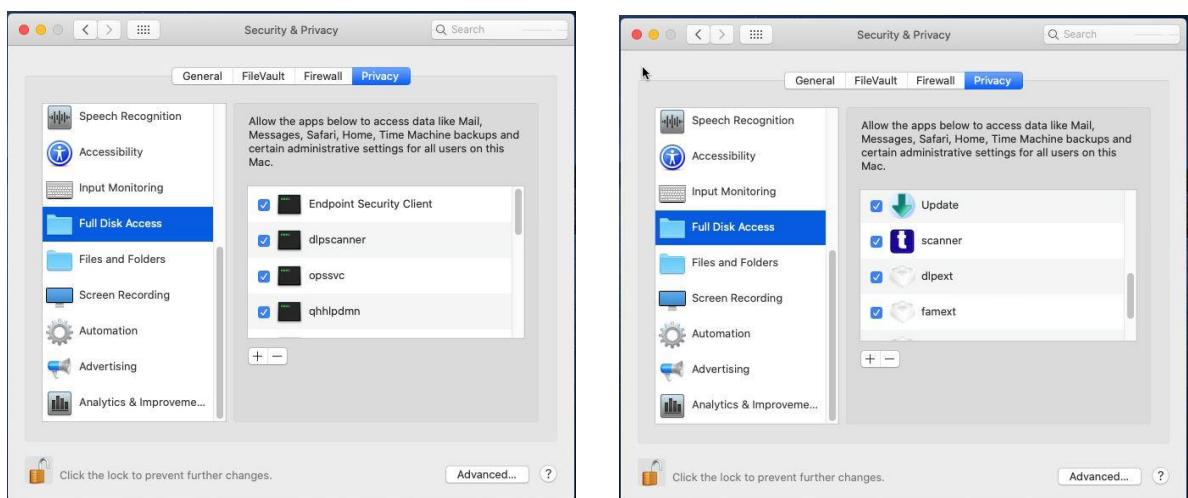 Security & Privacy
Search
General
FileVault
Firewall
Privacy
Speech Recognition
Accessibility
Input Monitoring
Full Disk Access
Files and Folders
Screen Recording
Automation
Advertising
Analytics & Improveme...
Allow the apps below to access data like Mail,
Messages, Safari, Home, Time Machine backups and
certain administrative settings for all users on this
Mac.
Endpoint Security Client
dlpscanner
opssvc
qhhlpdmn
+ −
Click the lock to prevent further changes.
Advanced...
?
Security & Privacy
Search
General
FileVault
Firewall
Privacy
Speech Recognition
Accessibility
Input Monitoring
Full Disk Access
Files and Folders
Screen Recording
Automation
Advertising
Analytics & Improveme...
Allow the apps below to access data like Mail,
Messages, Safari, Home, Time Machine backups and
certain administrative settings for all users on this
Mac.
Update
t scanner
dlpext
famext
+ −
Click the lock to prevent further changes.
Advanced...
?